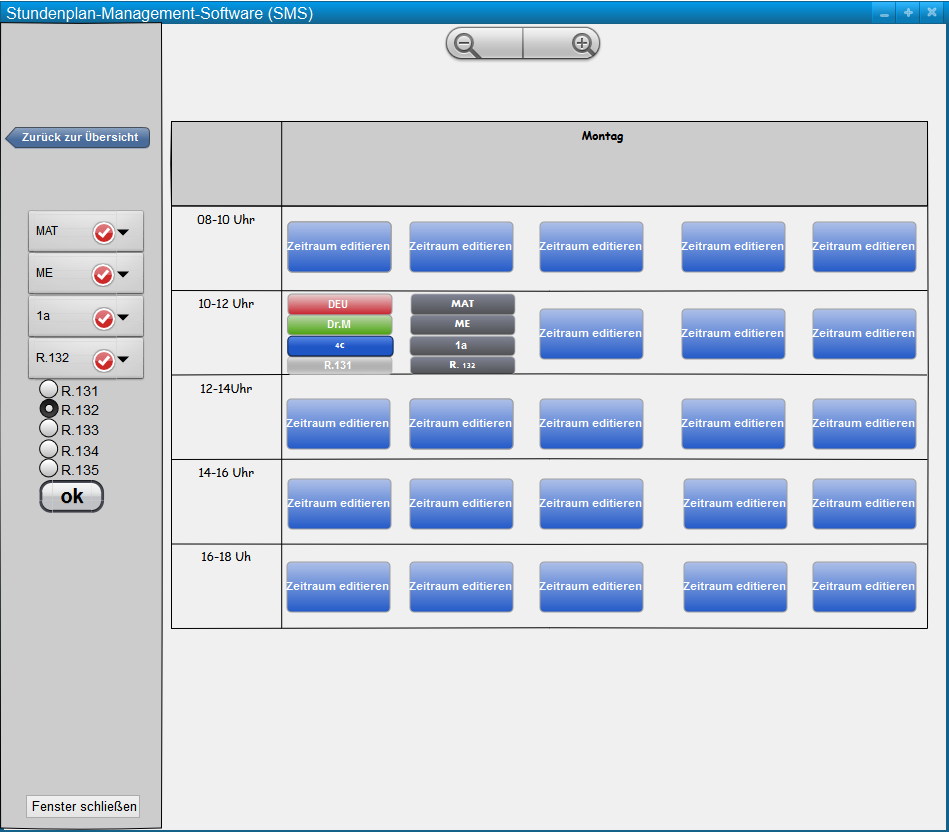 Stundenplan-Management-Software (SMS)
Zurück zur Übersicht
MAT
ME
1a
R.132
R.131
R.132
R.133
R.134
R.135
ok
Fenster schließen
Montag
08-10 Uhr
Zeitraum editieren Zeitraum editieren Zeitraum editieren Zeitraum editieren Zeitraum editieren
10-12 Uhr
DEU
Dr.M
4C
R.131
MAT
ME
1a
R. 132
Zeitraum editieren Zeitraum editieren Zeitraum editieren
12-14Uhr
Zeitraum editieren Zeitraum editieren Zeitraum editieren Zeitraum editieren Zeitraum editieren
14-16 Uhr
Zeitraum editieren Zeitraum editieren Zeitraum editieren Zeitraum editieren Zeitraum editieren
16-18 Uh
Zeitraum editieren Zeitraum editieren Zeitraum editieren Zeitraum editieren Zeitraum editieren